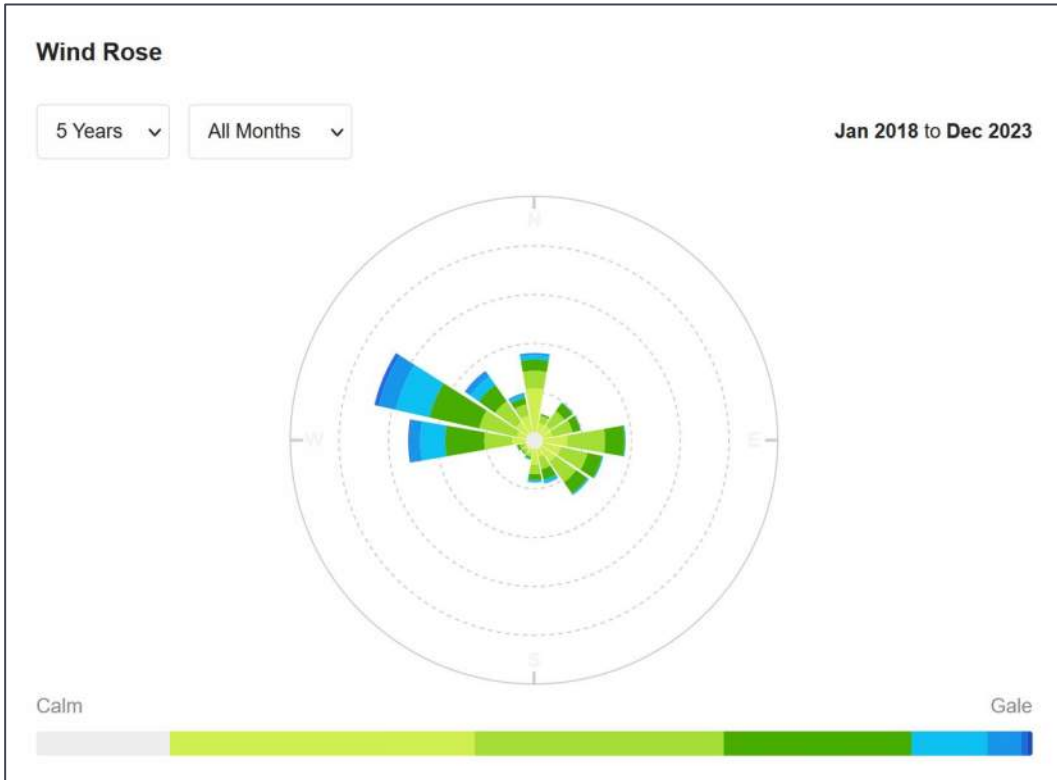 Wind Rose
5 Years
All Months
Jan 2018 to Dec 2023
N
W
E
S
Calm
Gale